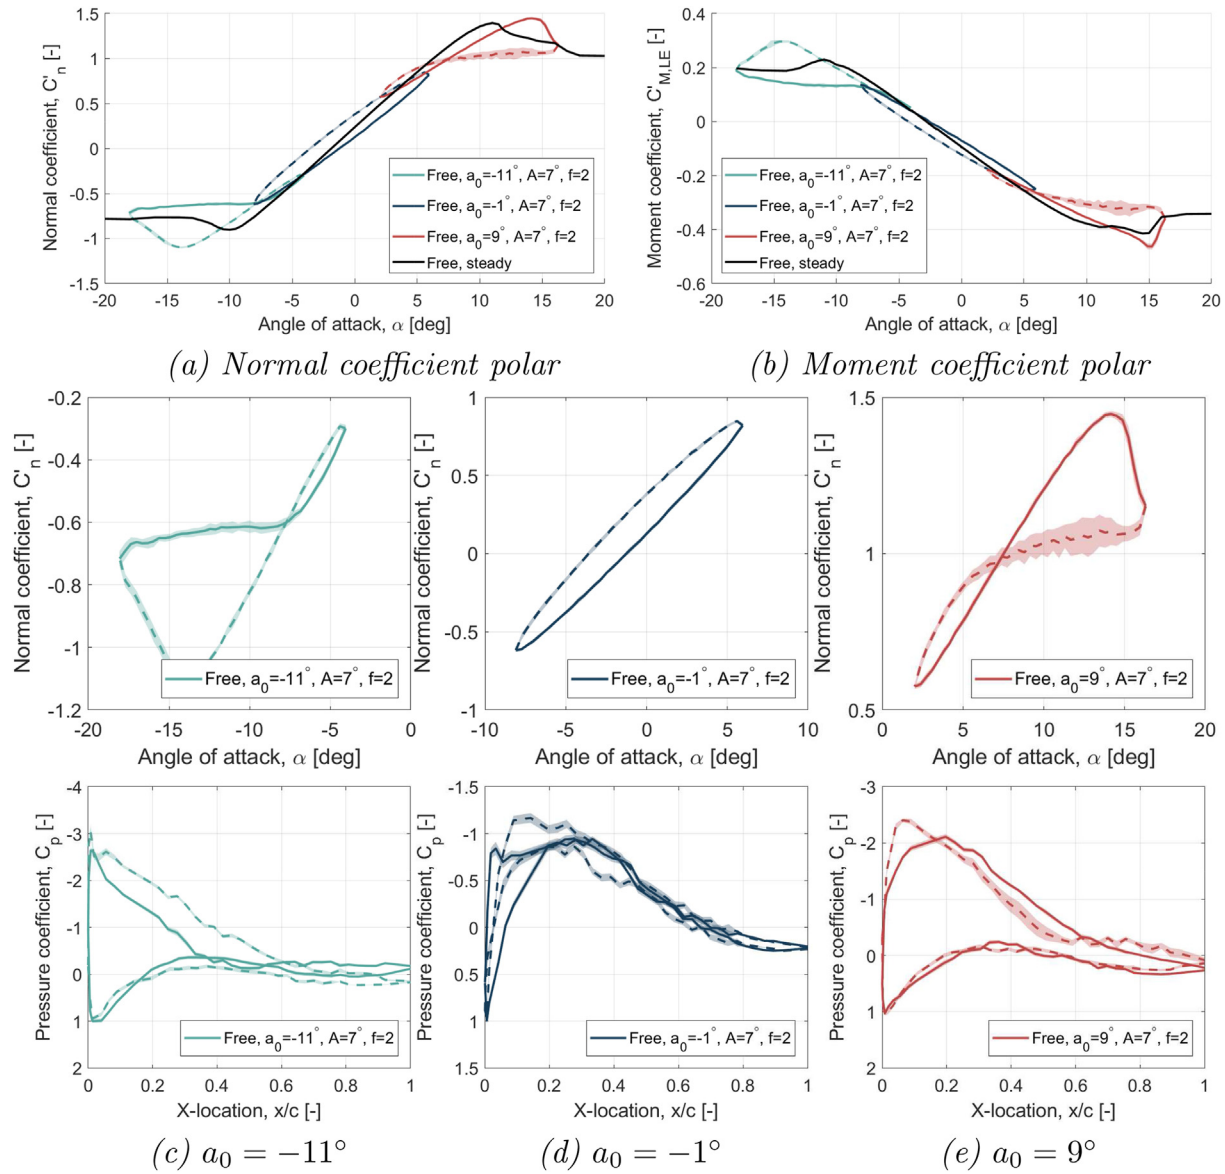 Normal coefficient, C'n [-]
1.5
1
0.5
0
-0.5
-1
-1.5
-20 -15 -10 -5 0 5 10 15 20
Angle of attack, α [deg]
Free, a0=-11°, A=7°, f=2
Free, a0=-1°, A=7°, f=2
Free, a0=9°, A=7°, f=2
Free, steady
(a) Normal coefficient polar
Moment coefficient, C'M,LE [-]
0.4
0.2
0
-0.2
-0.4
-0.6
-20 -15 -10 -5 0 5 10 15 20
Angle of attack, α [deg]
Free, a0=-11°, A=7°, f=2
Free, a0=-1°, A=7°, f=2
Free, a0=9°, A=7°, f=2
Free, steady
(b) Moment coefficient polar
Normal coefficient, C'n [-]
-0.2
-0.4
-0.6
-0.8
-1
-1.2
-20 -15 -10 -5 0
Angle of attack, α [deg]
Free, a0=-11°, A=7°, f=2
Normal coefficient, C'n [-]
1
0.5
0
-0.5
-1
-10 -5 0 5 10
Angle of attack, α [deg]
Free, a0=-1°, A=7°, f=2
Normal coefficient, C'n [-]
1.5
1
0.5
0 5 10 15 20
Angle of attack, α [deg]
Free, a0=9°, A=7°, f=2
Pressure coefficient, Cp [-]
-4
-3
-2
-1
0
1
2
0 0.2 0.4 0.6 0.8 1
X-location, x/c [-]
Free, a0=-11°, A=7°, f=2
(c) a0 = −11°
Pressure coefficient, Cp [-]
-1.5
-1
-0.5
0
0.5
1
1.5
0 0.2 0.4 0.6 0.8 1
X-location, x/c [-]
Free, a0=-1°, A=7°, f=2
(d) a0 = −1°
Pressure coefficient, Cp [-]
-3
-2
-1
0
1
2
0 0.2 0.4 0.6 0.8 1
X-location, x/c [-]
Free, a0=9°, A=7°, f=2
(e) a0 = 9°